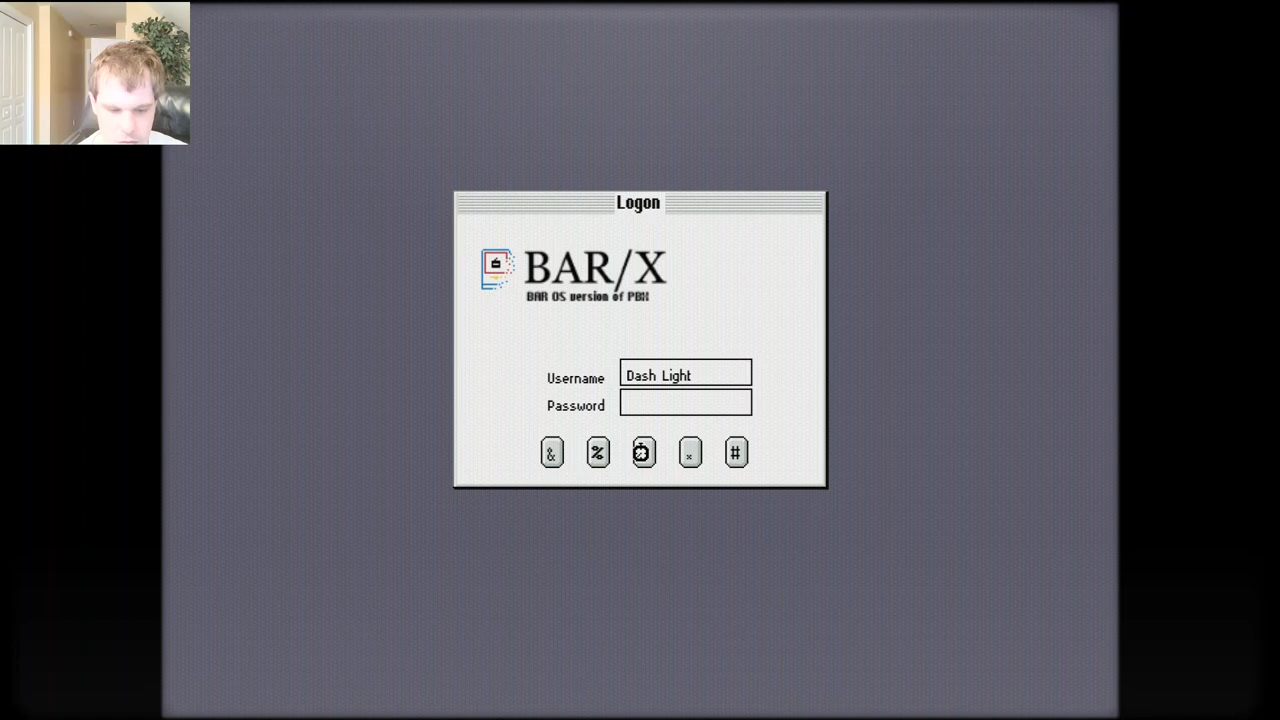 Logon
BAR/X
BAR OS version of PBX
Username Dash Light
Password
& % x #